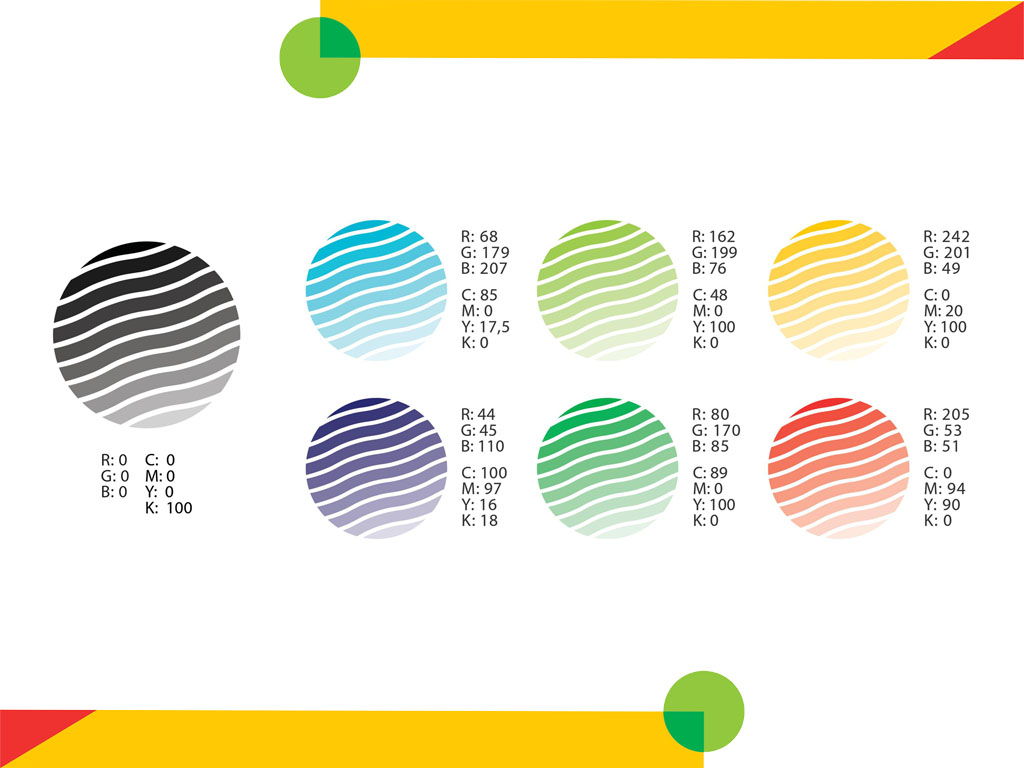 R: 0
G: 0
B: 0
C: 0
M: 0
Y: 0
K: 100
R: 68
G: 179
B: 207
C: 85
M: 0
Y: 17,5
K: 0
R: 162
G: 199
B: 76
C: 48
M: 0
Y: 100
K: 0
R: 242
G: 201
B: 49
C: 0
M: 20
Y: 100
K: 0
R: 44
G: 45
B: 110
C: 100
M: 97
Y: 16
K: 18
R: 80
G: 170
B: 85
C: 89
M: 0
Y: 100
K: 0
R: 205
G: 53
B: 51
C: 0
M: 94
Y: 90
K: 0